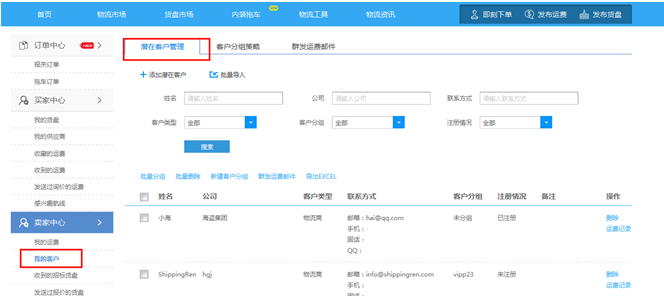 首页 物流市场 货盘市场 内装拖车 NEW 物流工具 物流资讯 即刻下单 发布运费 发布货盘
订单中心 NEW
报关订单
拖车订单
买家中心
我的货盘
我的供应商
收藏的运费
收到的运费
发送过询价的运费
感兴趣航线
卖家中心
我的运费
我的客户
收到的招标货盘
发送过报价的货盘
潜在客户管理 客户分组策略 群发运费邮件
添加潜在客户 批量导入
姓名 请输入姓名 公司 请输入公司 联系方式 请输入联系方式
客户类型 全部 客户分组 全部 注册情况 全部
搜索
批量分组 批量删除 新建客户分组 群发运费邮件 导出EXCEL
姓名 公司 客户类型 联系方式 客户分组 注册情况 备注 操作
小海 海盗集团 物流商 邮箱：hai@qq.com 未分组 已注册 删除
手机： 运费记录
固话：
QQ：
ShippingRen hgj 物流商 邮箱：info@shippingren.com vipp23 未注册 删除
手机： 运费记录
固话：